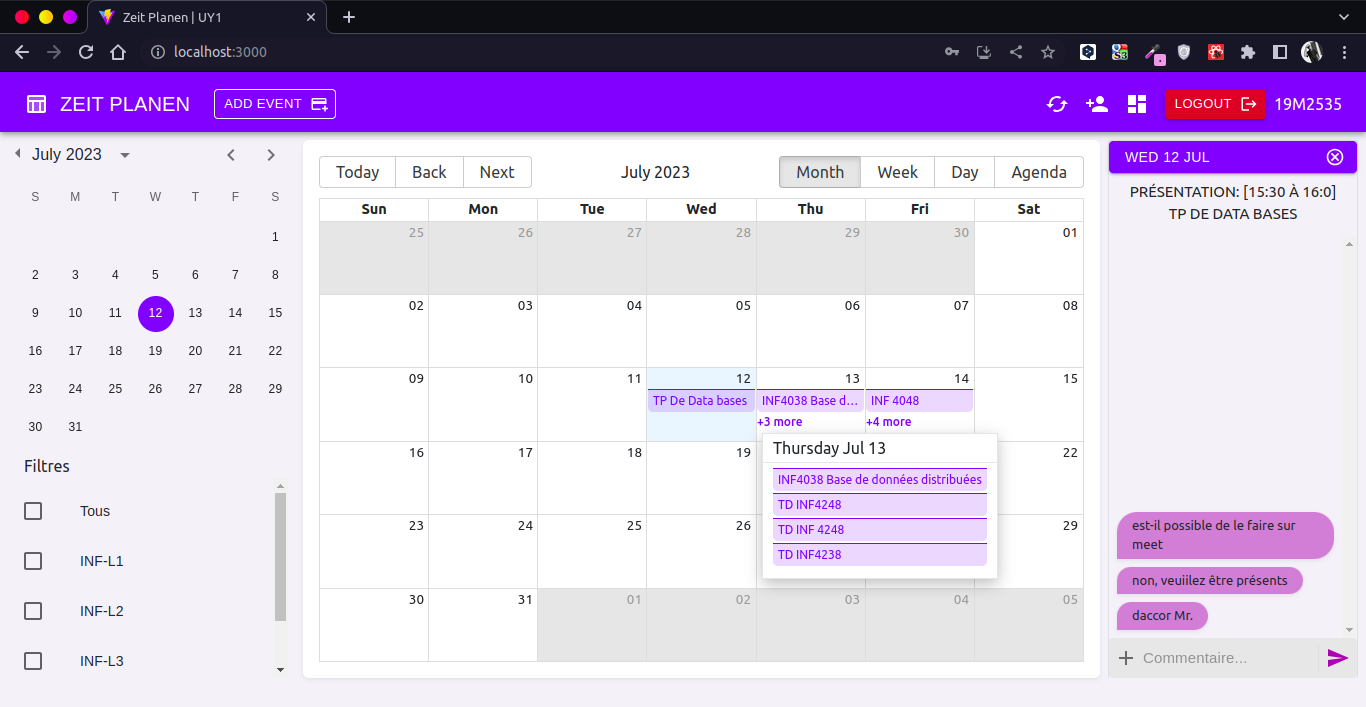 Zeit Planen | UY1
localhost:3000
ZEIT PLANEN
ADD EVENT
LOGOUT
19M2535
July 2023
S M T W T F S
1
2 3 4 5 6 7 8
9 10 11 12 13 14 15
16 17 18 19 20 21 22
23 24 25 26 27 28 29
30 31
Filtres
Tous
INF-L1
INF-L2
INF-L3
Today Back Next
July 2023
Month Week Day Agenda
Sun Mon Tue Wed Thu Fri Sat
25 26 27 28 29 30 01
02 03 04 05 06 07 08
09 10 11 12 13 14 15
TP De Data bases INF4038 Base d... INF 4048
+3 more +4 more
16 17 18 19 22
23 24 25 26 29
30 31 01 02 03 04 05
Thursday Jul 13
INF4038 Base de données distribuées
TD INF4248
TD INF 4248
TD INF4238
WED 12 JUL
PRÉSENTATION: [15:30 À 16:0]
TP DE DATA BASES
est-il possible de le faire sur
meet
non, veuiilez être présents
daccor Mr.
Commentaire...